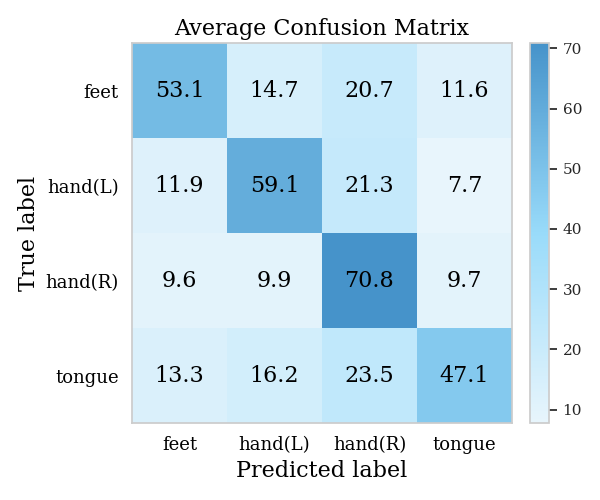 Average Confusion Matrix
70
60
50
40
30
20
10
True label
feet 53.1 14.7 20.7 11.6
hand(L) 11.9 59.1 21.3 7.7
hand(R) 9.6 9.9 70.8 9.7
tongue 13.3 16.2 23.5 47.1
feet hand(L) hand(R) tongue
Predicted label